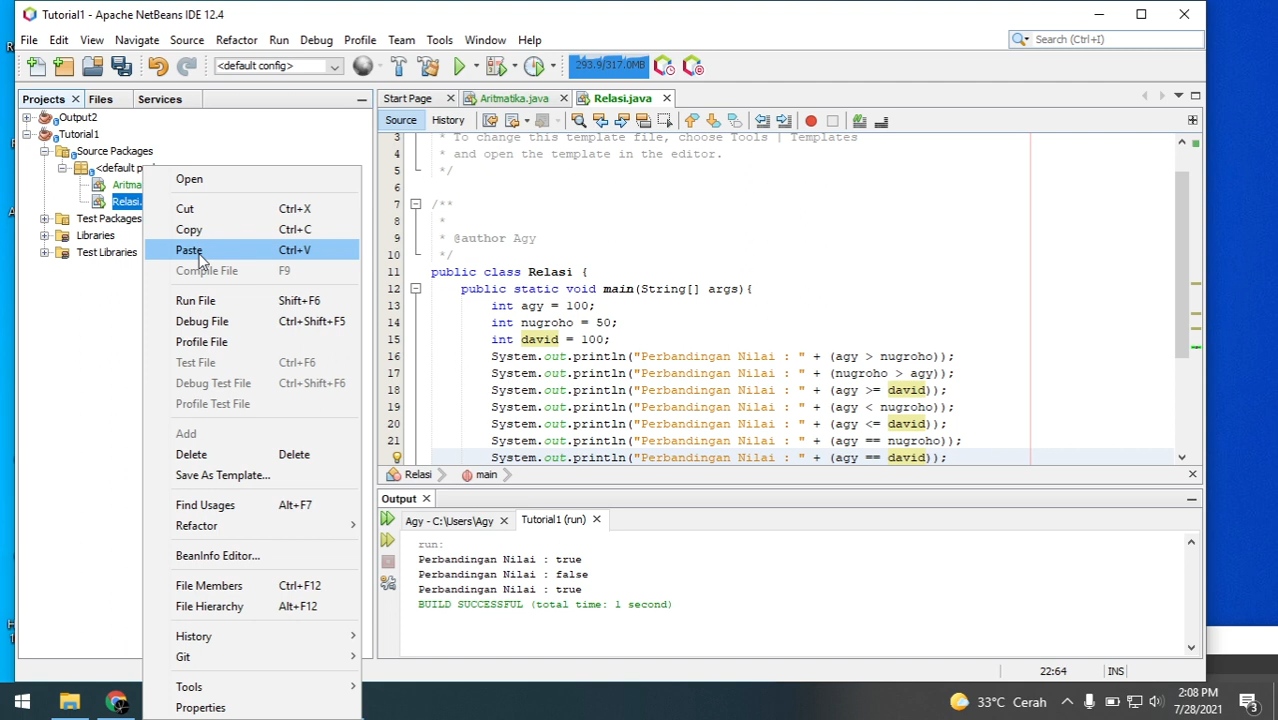 Tutorial1 - Apache NetBeans IDE 12.4
File Edit View Navigate Source Refactor Run Debug Profile Team Tools Window Help
Search (Ctrl+I)
<default config>
293.9/317.0MB
Projects Files Services
Output2
Tutorial1
Source Packages
<default p
Aritma
Relasi.
Test Packages
Libraries
Test Libraries
Open
Cut Ctrl+X
Copy Ctrl+C
Paste Ctrl+V
Compile File F9
Run File Shift+F6
Debug File Ctrl+Shift+F5
Profile File
Test File Ctrl+F6
Debug Test File Ctrl+Shift+F6
Profile Test File
Add
Delete Delete
Save As Template...
Find Usages Alt+F7
Refactor
BeanInfo Editor...
File Members Ctrl+F12
File Hierarchy Alt+F12
History
Git
Tools
Properties
Start Page Aritmatika.java Relasi.java
Source History
3 * To change this template file, choose Tools | Templates
4 * and open the template in the editor.
5 */
6
7 /**
8 *
9 * @author Agy
10 */
11 public class Relasi {
12 public static void main(String[] args){
13 int agy = 100;
14 int nugroho = 50;
15 int david = 100;
16 System.out.println("Perbandingan Nilai : " + (agy > nugroho));
17 System.out.println("Perbandingan Nilai : " + (nugroho > agy));
18 System.out.println("Perbandingan Nilai : " + (agy >= david));
19 System.out.println("Perbandingan Nilai : " + (agy < nugroho));
20 System.out.println("Perbandingan Nilai : " + (agy <= david));
21 System.out.println("Perbandingan Nilai : " + (agy == nugroho));
System.out.println("Perbandingan Nilai : " + (agy == david));
Relasi main
Output
Agy - C:\Users\Agy Tutorial1 (run)
run:
Perbandingan Nilai : true
Perbandingan Nilai : false
Perbandingan Nilai : true
BUILD SUCCESSFUL (total time: 1 second)
22:64 INS
33°C Cerah
2:08 PM
7/28/2021
3